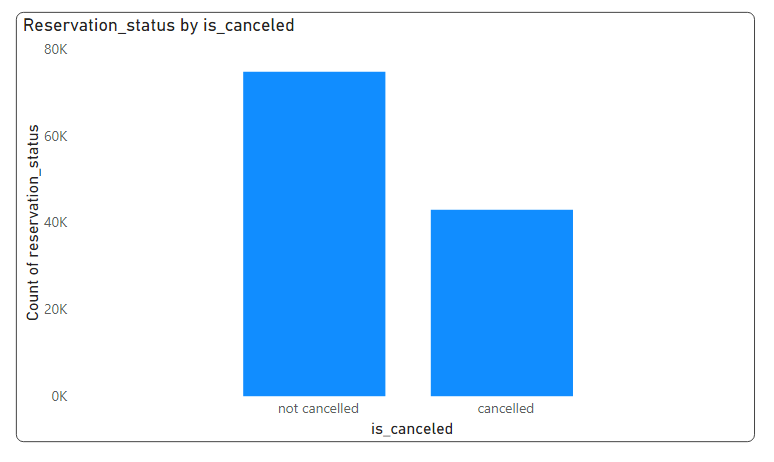 Reservation_status by is_canceled
80K
60K
40K
20K
0K
Count of reservation_status
not cancelled
cancelled
is_canceled